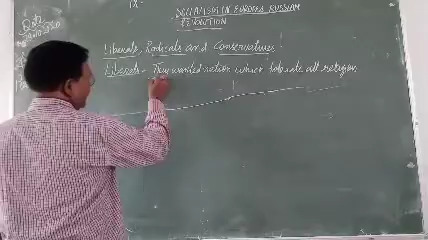 IX-
SOCIALISM IN EUROPE & RUSSIAN
REVOLUTION
Liberals, Radicals and Conservatives.
Liberals - They wanted nation which tolerate all religion